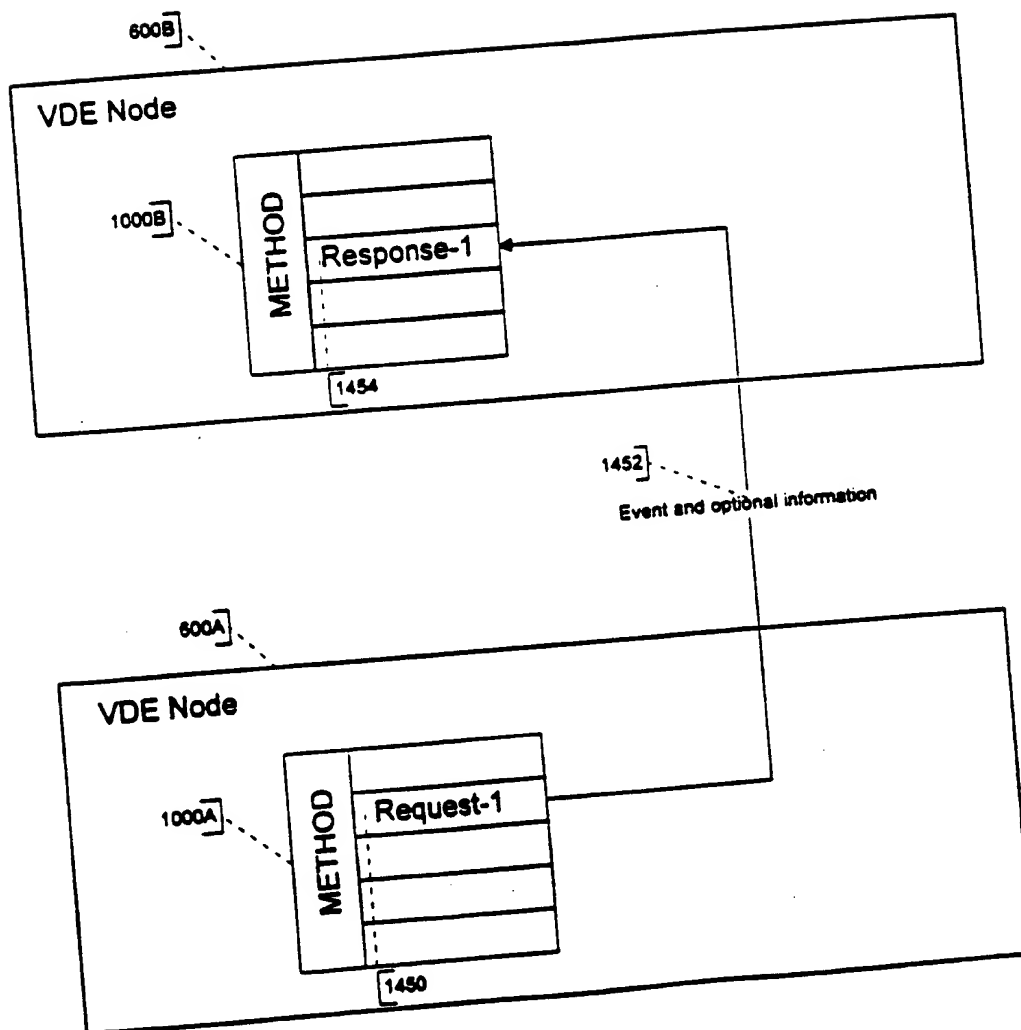 600B
VDE Node
1000B
METHOD
Response-1
1454
1452
Event and optional information
600A
VDE Node
1000A
METHOD
Request-1
1450